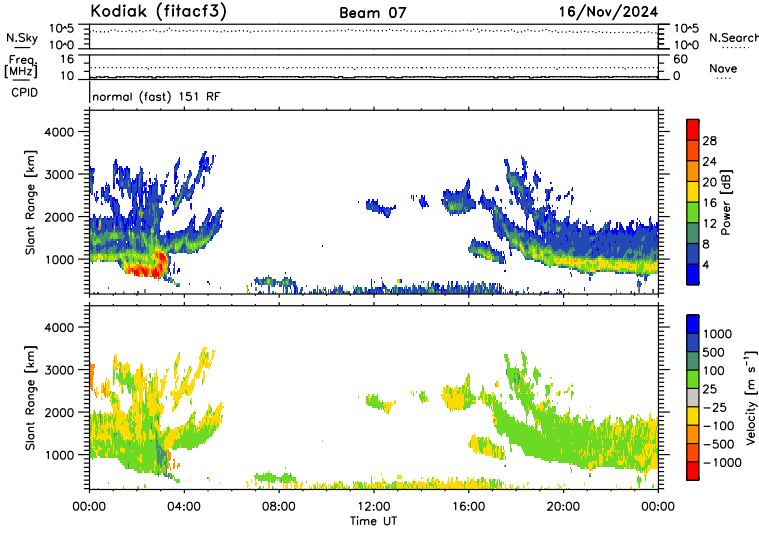 Kodiak (fitacf3) Beam 07 16/Nov/2024
N.Sky 10^5 10^0 60 0 N.Search
Freq. [MHz] 16 10 60 0 Nave
CPID normal (fast) 151 RF
Slant Range [km] 4000 3000 2000 1000
28 24 20 16 12 8 4 Power [dB]
Slant Range [km] 4000 3000 2000 1000
1000 500 100 25 −25 −100 −500 −1000 Velocity [m s⁻¹]
00:00 04:00 08:00 12:00 16:00 20:00 00:00
Time UT